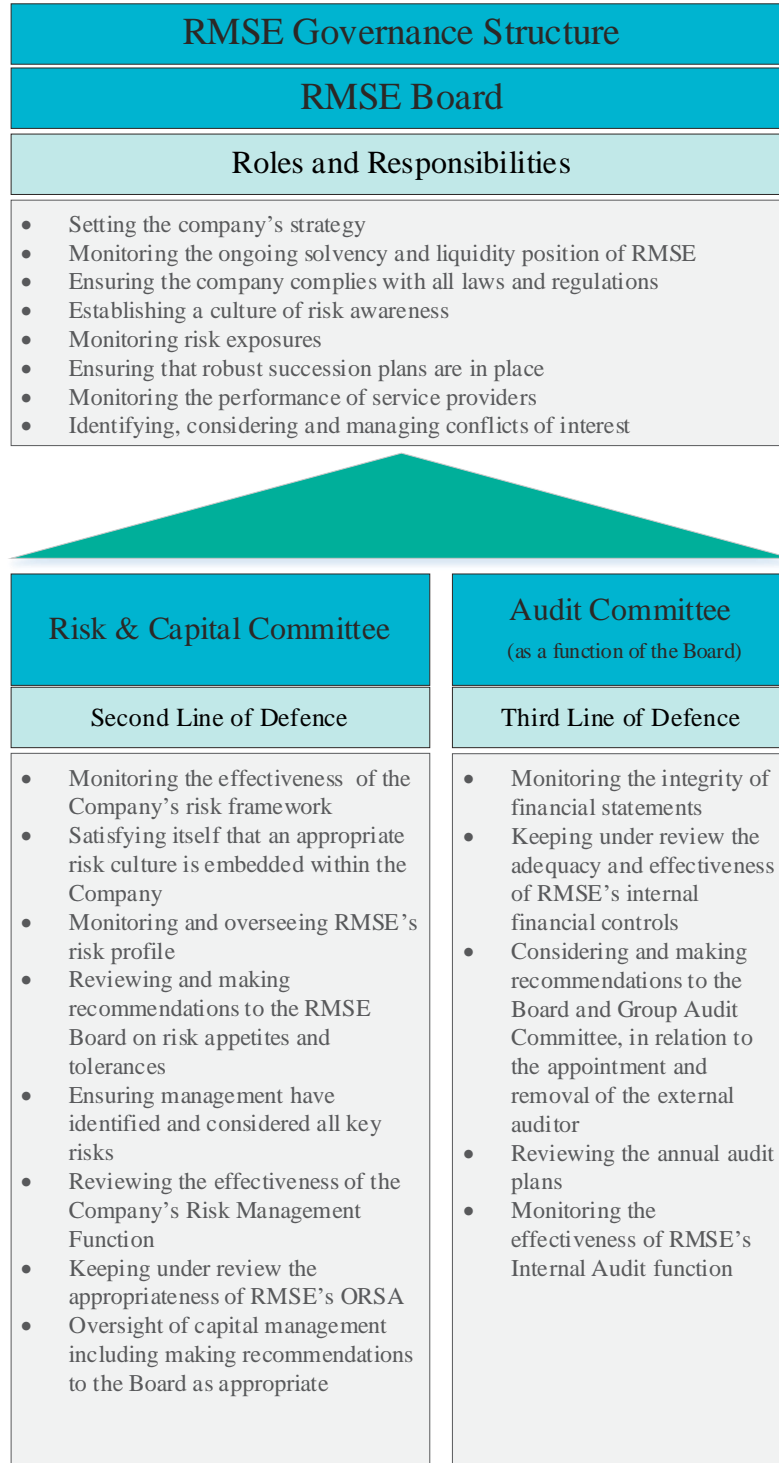 RMSE Governance Structure
RMSE Board
Roles and Responsibilities
• Setting the company’s strategy
• Monitoring the ongoing solvency and liquidity position of RMSE
• Ensuring the company complies with all laws and regulations
• Establishing a culture of risk awareness
• Monitoring risk exposures
• Ensuring that robust succession plans are in place
• Monitoring the performance of service providers
• Identifying, considering and managing conflicts of interest
Risk & Capital Committee
Second Line of Defence
• Monitoring the effectiveness of the
Company’s risk framework
• Satisfying itself that an appropriate
risk culture is embedded within the
Company
• Monitoring and overseeing RMSE’s
risk profile
• Reviewing and making
recommendations to the RMSE
Board on risk appetites and
tolerances
• Ensuring management have
identified and considered all key
risks
• Reviewing the effectiveness of the
Company’s Risk Management
Function
• Keeping under review the
appropriateness of RMSE’s ORSA
• Oversight of capital management
including making recommendations
to the Board as appropriate
Audit Committee
(as a function of the Board)
Third Line of Defence
• Monitoring the integrity of
financial statements
• Keeping under review the
adequacy and effectiveness
of RMSE’s internal
financial controls
• Considering and making
recommendations to the
Board and Group Audit
Committee, in relation to
the appointment and
removal of the external
auditor
• Reviewing the annual audit
plans
• Monitoring the
effectiveness of RMSE’s
Internal Audit function